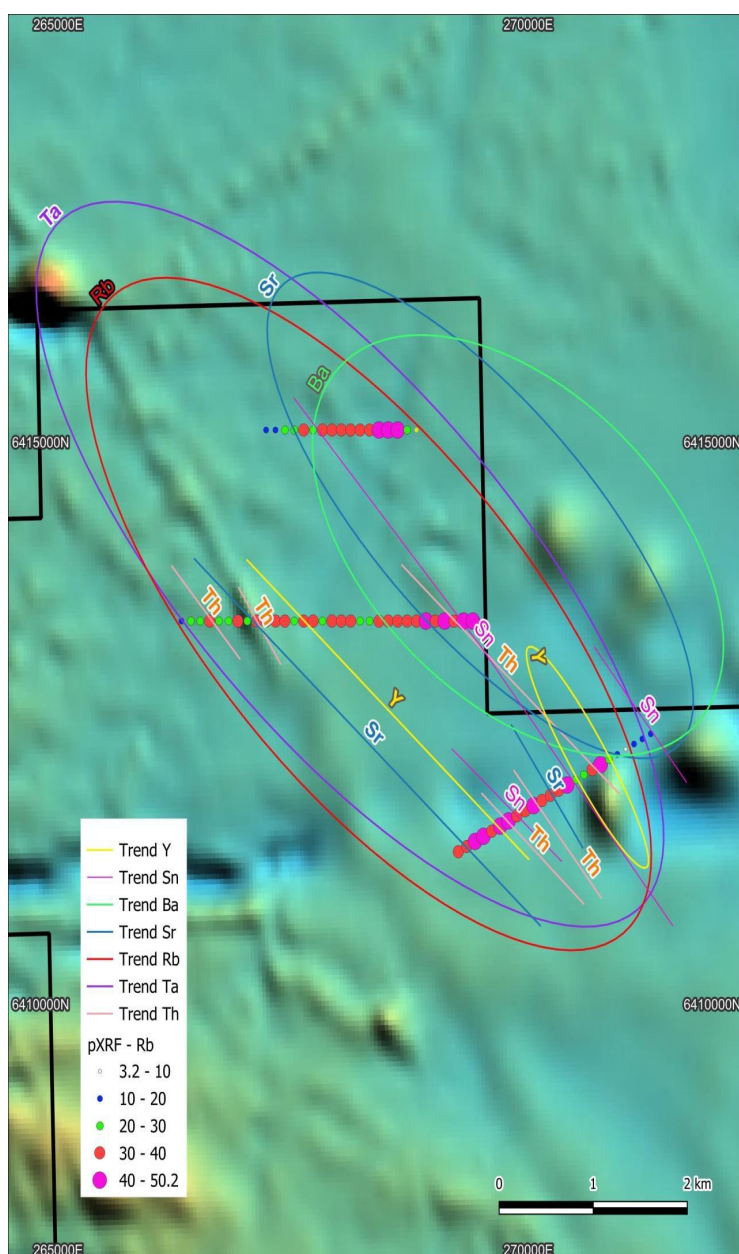 265000E
270000E
Ta
Rb
Sr
Ba
6415000N
6415000N
Th
Th
Sn
Th
Y
Y
Sn
Sr
Sr
Sn
Th
Th
Trend Y
Trend Sn
Trend Ba
Trend Sr
Trend Rb
Trend Ta
Trend Th
6410000N
6410000N
pXRF - Rb
3.2 - 10
10 - 20
20 - 30
30 - 40
40 - 50.2
0 1 2 km
265000E
270000E